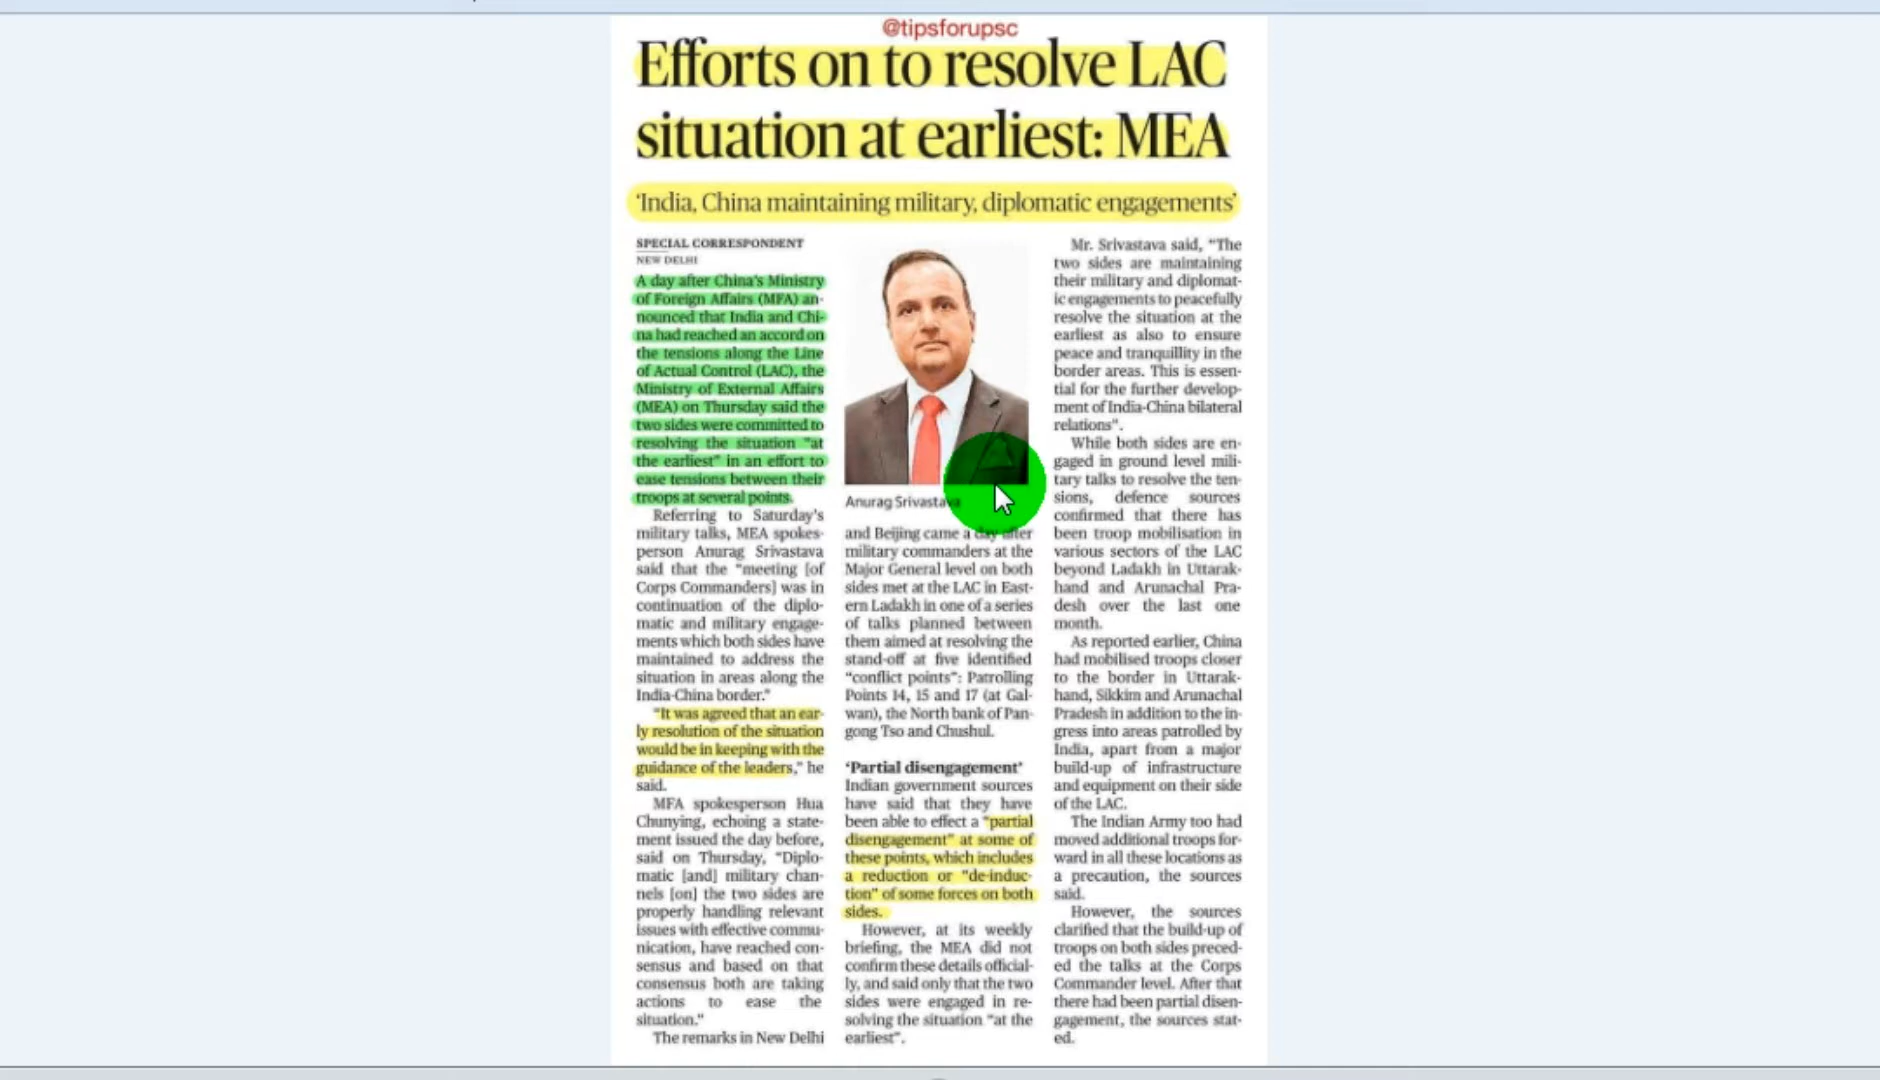 @tipsforupsc
Efforts on to resolve LAC
situation at earliest: MEA
‘India, China maintaining military, diplomatic engagements’
SPECIAL CORRESPONDENT
NEW DELHI
A day after China’s Ministry
of Foreign Affairs (MFA) an-
nounced that India and Chi-
na had reached an accord on
the tensions along the Line
of Actual Control (LAC), the
Ministry of External Affairs
(MEA) on Thursday said the
two sides were committed to
resolving the situation “at
the earliest” in an effort to
ease tensions between their
troops at several points.
Referring to Saturday’s
military talks, MEA spokes-
person Anurag Srivastava
said that the “meeting [of
Corps Commanders] was in
continuation of the diplo-
matic and military engage-
ments which both sides have
maintained to address the
situation in areas along the
India-China border.”
“It was agreed that an ear-
ly resolution of the situation
would be in keeping with the
guidance of the leaders,” he
said.
MFA spokesperson Hua
Chunying, echoing a state-
ment issued the day before,
said on Thursday, “Diplo-
matic [and] military chan-
nels [on] the two sides are
properly handling relevant
issues with effective commu-
nication, have reached con-
sensus and based on that
consensus both are taking
actions to ease the
situation.”
The remarks in New Delhi
Anurag Srivastava
and Beijing came a day after
military commanders at the
Major General level on both
sides met at the LAC in East-
ern Ladakh in one of a series
of talks planned between
them aimed at resolving the
stand-off at five identified
“conflict points”: Patrolling
Points 14, 15 and 17 (at Gal-
wan), the North bank of Pan-
gong Tso and Chushul.
‘Partial disengagement’
Indian government sources
have said that they have
been able to effect a “partial
disengagement” at some of
these points, which includes
a reduction or “de-induc-
tion” of some forces on both
sides.
However, at its weekly
briefing, the MEA did not
confirm these details official-
ly, and said only that the two
sides were engaged in re-
solving the situation “at the
earliest”.
Mr. Srivastava said, “The
two sides are maintaining
their military and diplomat-
ic engagements to peacefully
resolve the situation at the
earliest as also to ensure
peace and tranquillity in the
border areas. This is essen-
tial for the further develop-
ment of India-China bilateral
relations”.
While both sides are en-
gaged in ground level mili-
tary talks to resolve the ten-
sions, defence sources
confirmed that there has
been troop mobilisation in
various sectors of the LAC
beyond Ladakh in Uttarak-
hand and Arunachal Pra-
desh over the last one
month.
As reported earlier, China
had mobilised troops closer
to the border in Uttarak-
hand, Sikkim and Arunachal
Pradesh in addition to the in-
gress into areas patrolled by
India, apart from a major
build-up of infrastructure
and equipment on their side
of the LAC.
The Indian Army too had
moved additional troops for-
ward in all these locations as
a precaution, the sources
said.
However, the sources
clarified that the build-up of
troops on both sides preced-
ed the talks at the Corps
Commander level. After that
there had been partial disen-
gagement, the sources stat-
ed.